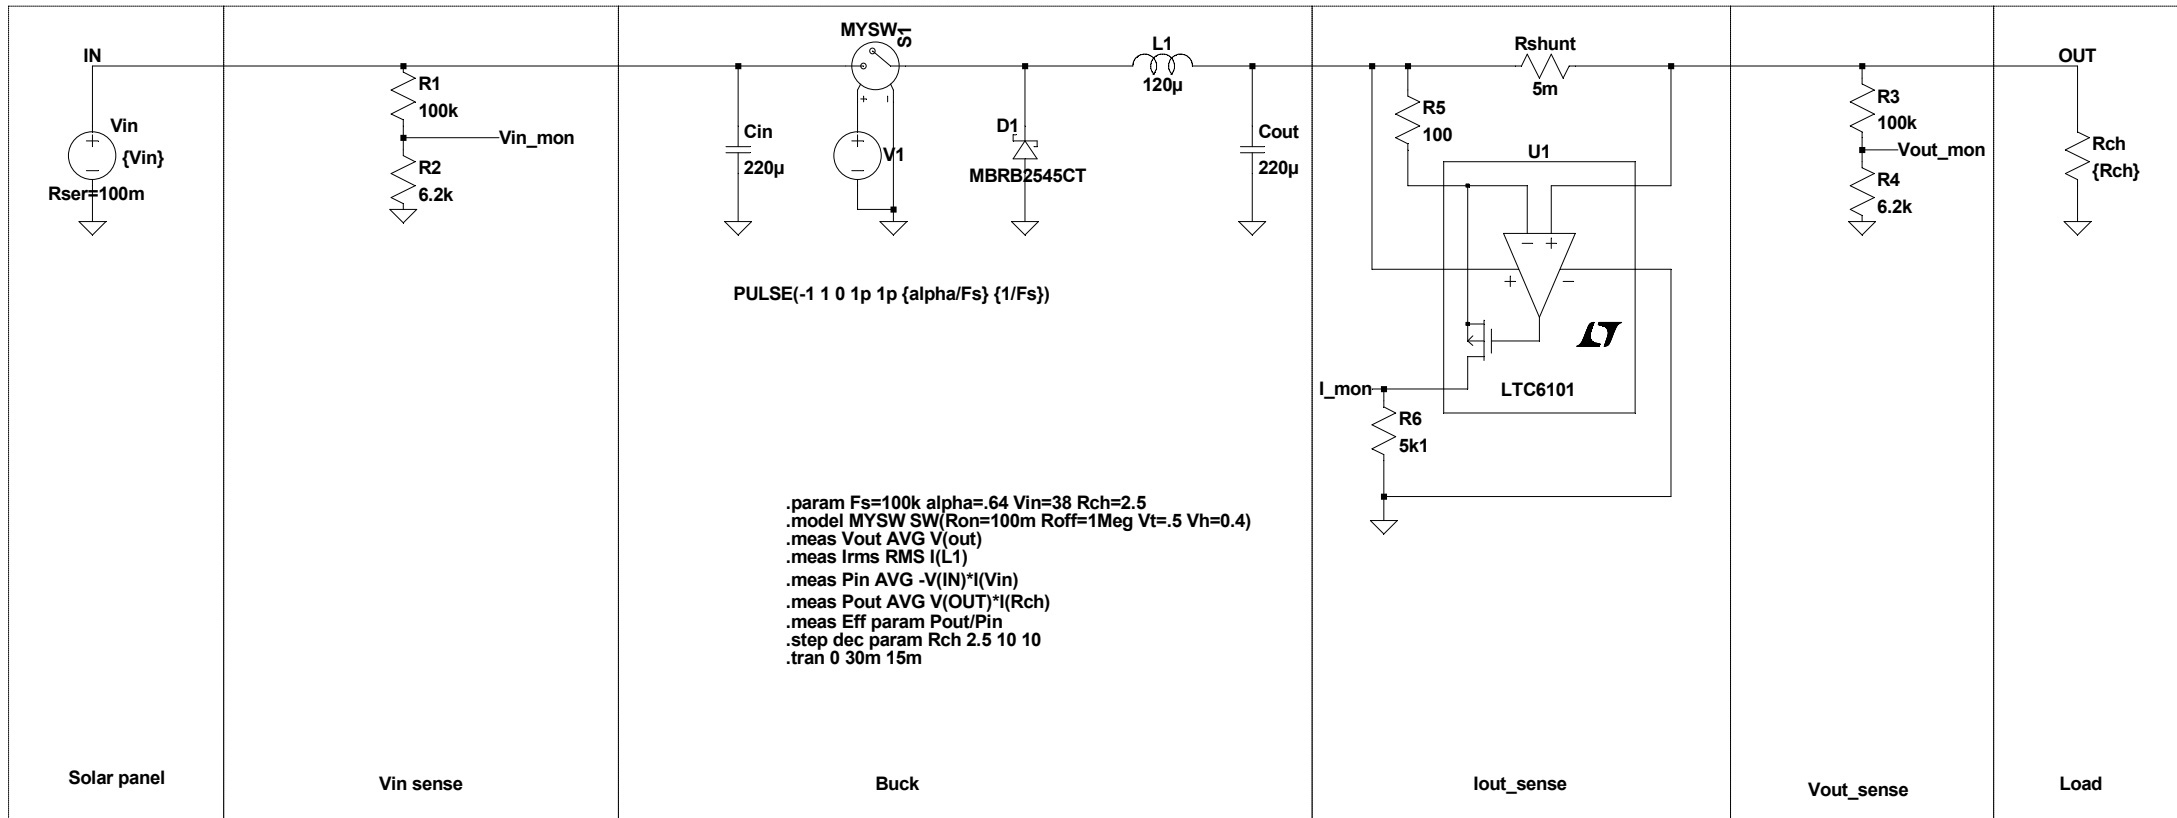 IN
Vin
{Vin}
Rser=100m
R1
100k
Vin_mon
R2
6.2k
MYSW
S1
Cin
220µ
V1
D1
MBRB2545CT
L1
120µ
Cout
220µ
PULSE(-1 1 0 1p 1p {alpha/Fs} {1/Fs})
.param Fs=100k alpha=.64 Vin=38 Rch=2.5
.model MYSW SW(Ron=100m Roff=1Meg Vt=.5 Vh=0.4)
.meas Vout AVG V(out)
.meas Irms RMS I(L1)
.meas Pin AVG -V(IN)*I(Vin)
.meas Pout AVG V(OUT)*I(Rch)
.meas Eff param Pout/Pin
.step dec param Rch 2.5 10 10
.tran 0 30m 15m
Rshunt
5m
R5
100
U1
LTC6101
I_mon
R6
5k1
R3
100k
Vout_mon
R4
6.2k
OUT
Rch
{Rch}
Solar panel
Vin sense
Buck
Iout_sense
Vout_sense
Load